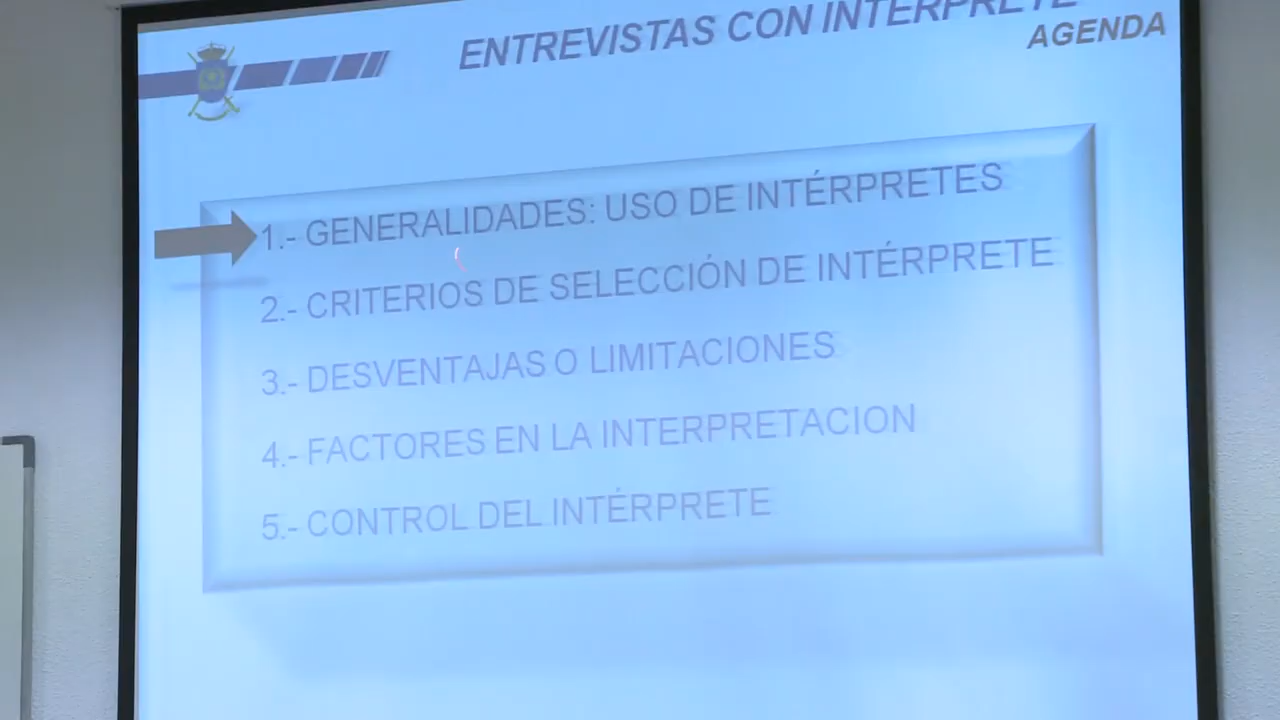 ENTREVISTAS CON INTÉRPRETE
AGENDA
1.- GENERALIDADES: USO DE INTÉRPRETES
2.- CRITERIOS DE SELECCIÓN DE INTÉRPRETE
3.- DESVENTAJAS O LIMITACIONES
4.- FACTORES EN LA INTERPRETACION
5.- CONTROL DEL INTÉRPRETE